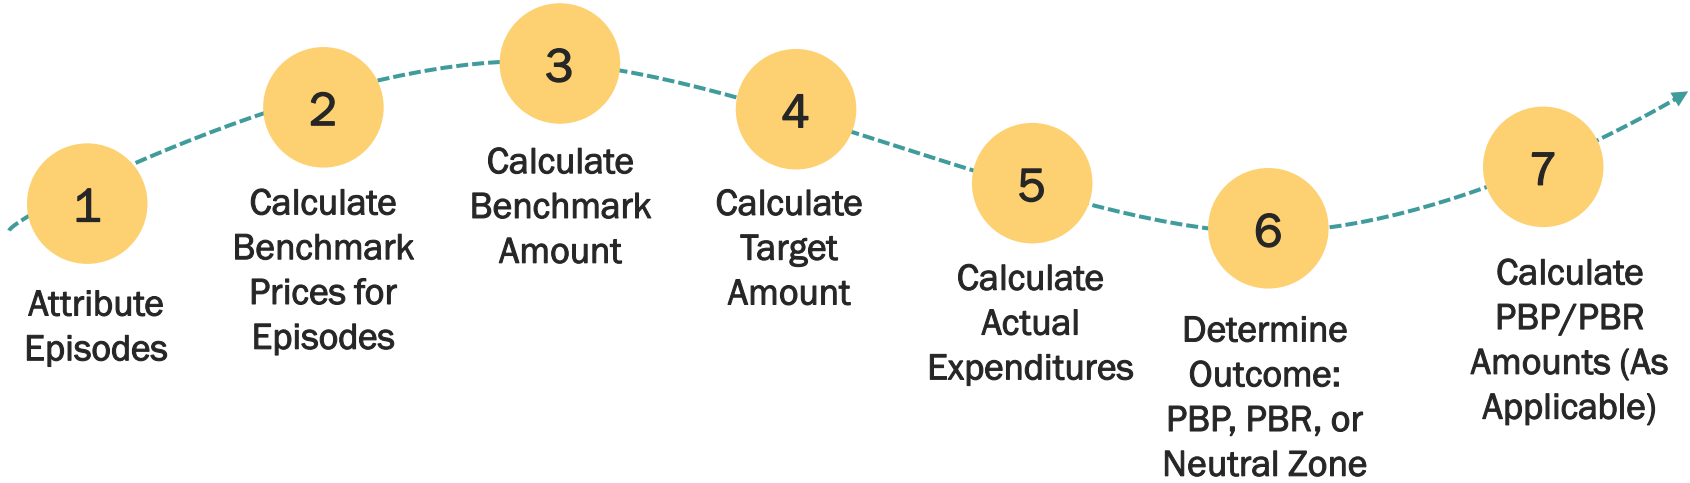 1
Attribute
Episodes
2
Calculate
Benchmark
Prices for
Episodes
3
Calculate
Benchmark
Amount
4
Calculate
Target
Amount
5
Calculate
Actual
Expenditures
6
Determine
Outcome:
PBP, PBR, or
Neutral Zone
7
Calculate
PBP/PBR
Amounts (As
Applicable)